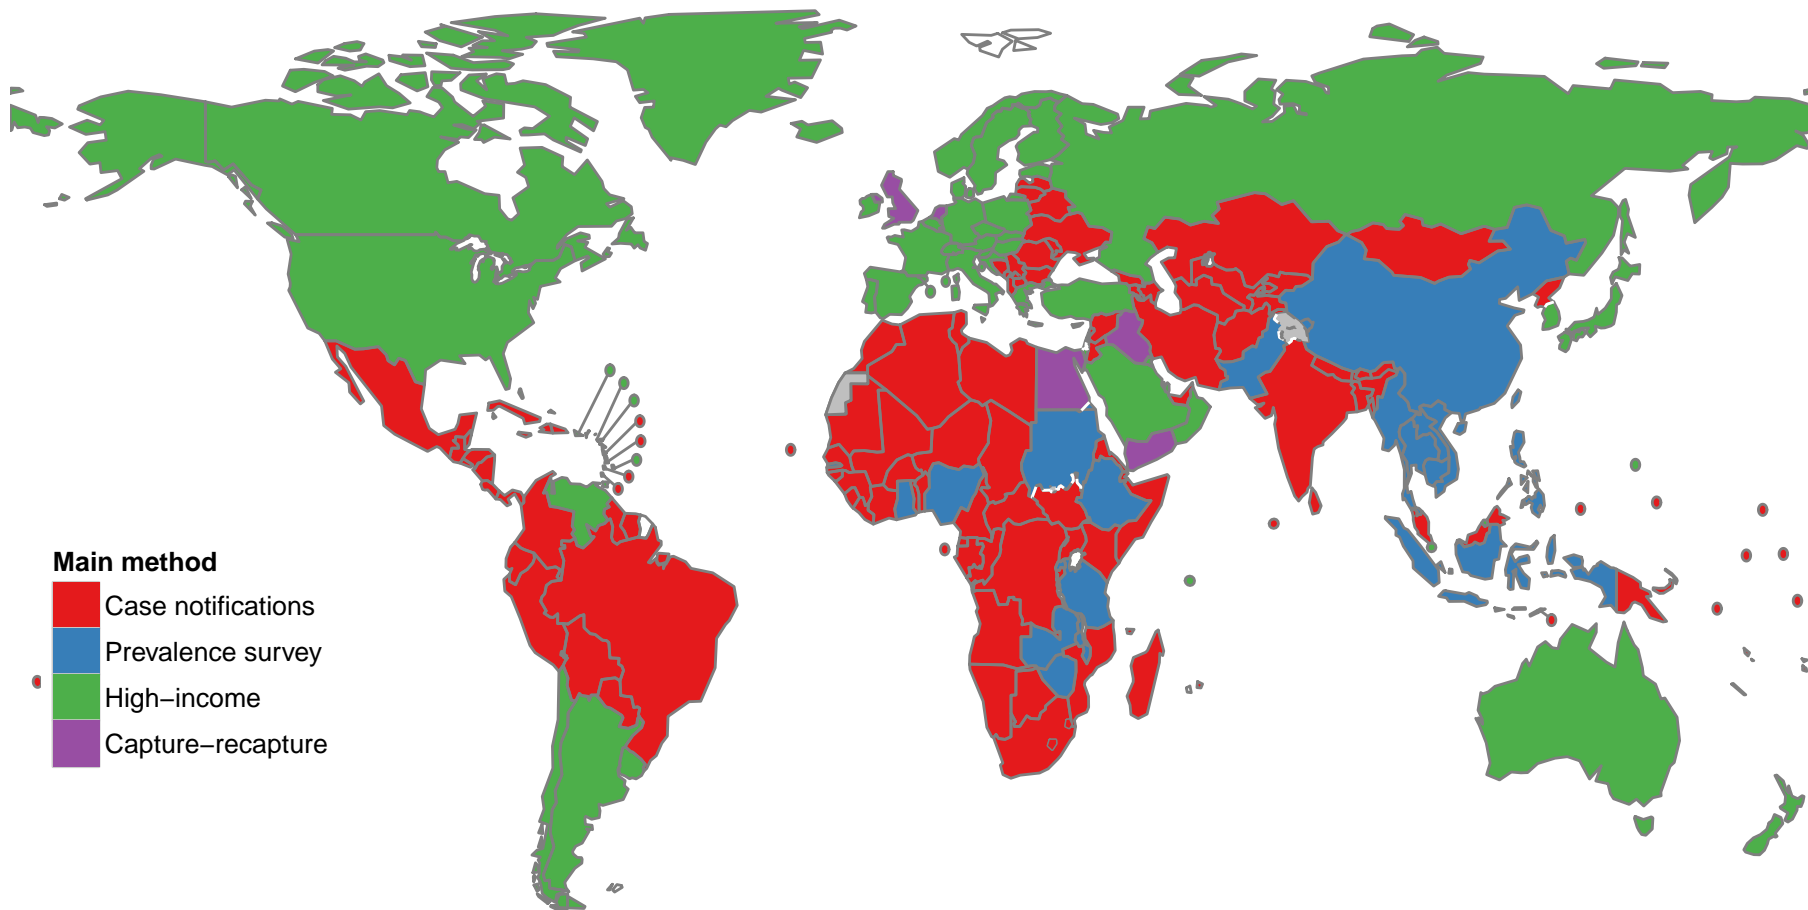 Main method
Case notifications
Prevalence survey
High−income
Capture−recapture